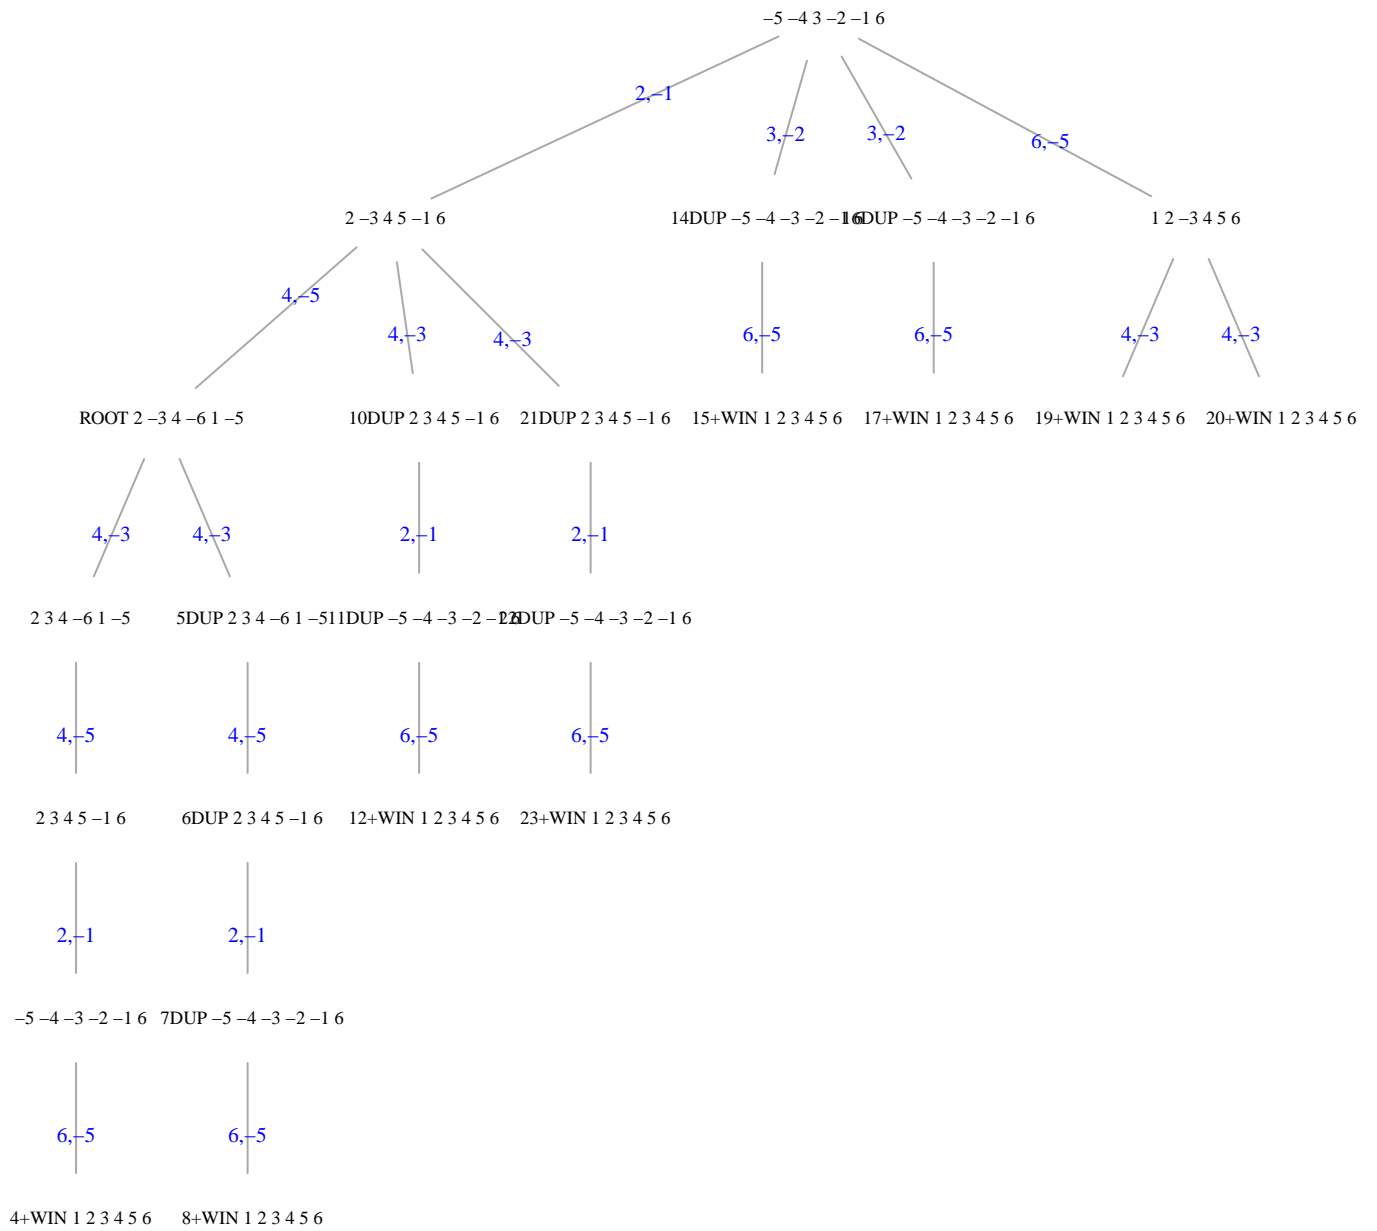 –5 –4 3 –2 –1 6
2,–1
3,–2
3,–2
6,–5
2 –3 4 5 –1 6
14DUP –5 –4 –3 –2 –1 6
16DUP –5 –4 –3 –2 –1 6
1 2 –3 4 5 6
4,–5
4,–3
4,–3
6,–5
6,–5
4,–3
4,–3
ROOT 2 –3 4 –6 1 –5
10DUP 2 3 4 5 –1 6
21DUP 2 3 4 5 –1 6
15+WIN 1 2 3 4 5 6
17+WIN 1 2 3 4 5 6
19+WIN 1 2 3 4 5 6
20+WIN 1 2 3 4 5 6
4,–3
4,–3
2,–1
2,–1
2 3 4 –6 1 –5
5DUP 2 3 4 –6 1 –5
11DUP –5 –4 –3 –2 –1 6
22DUP –5 –4 –3 –2 –1 6
4,–5
4,–5
6,–5
6,–5
2 3 4 5 –1 6
6DUP 2 3 4 5 –1 6
12+WIN 1 2 3 4 5 6
23+WIN 1 2 3 4 5 6
2,–1
2,–1
–5 –4 –3 –2 –1 6
7DUP –5 –4 –3 –2 –1 6
6,–5
6,–5
4+WIN 1 2 3 4 5 6
8+WIN 1 2 3 4 5 6